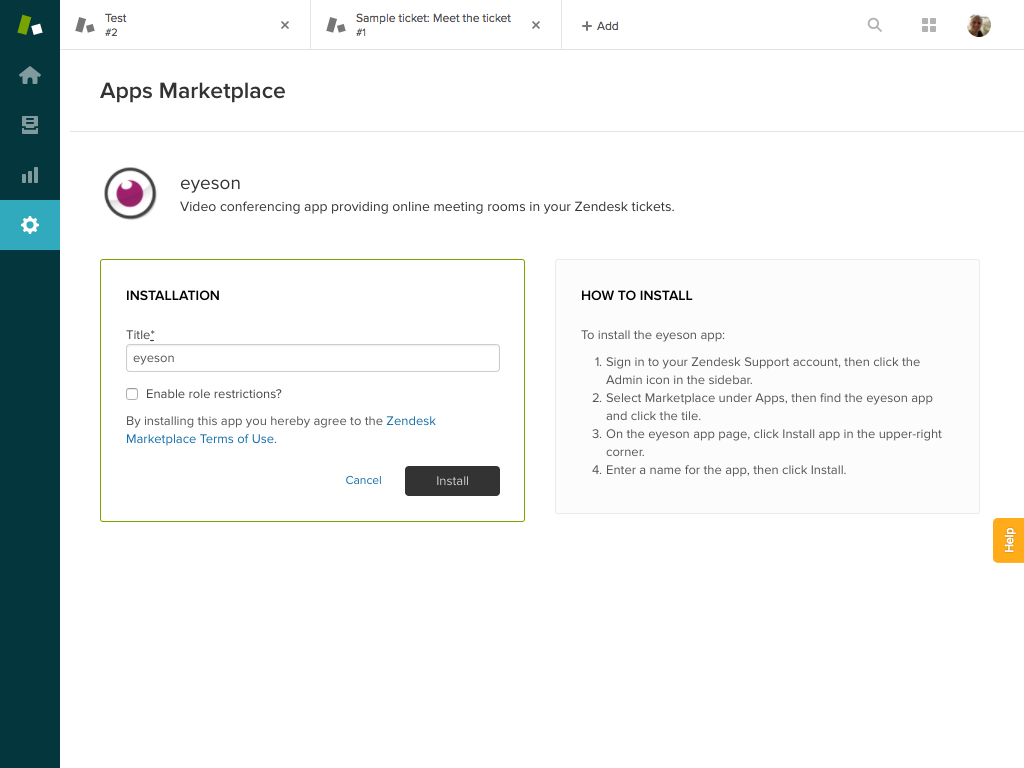 Test
#2
Sample ticket: Meet the ticket
#1
+ Add
Apps Marketplace
eyeson
Video conferencing app providing online meeting rooms in your Zendesk tickets.
INSTALLATION
Title*
eyeson
Enable role restrictions?
By installing this app you hereby agree to the Zendesk
Marketplace Terms of Use.
Cancel
Install
HOW TO INSTALL
To install the eyeson app:
1. Sign in to your Zendesk Support account, then click the
Admin icon in the sidebar.
2. Select Marketplace under Apps, then find the eyeson app
and click the tile.
3. On the eyeson app page, click Install app in the upper-right
corner.
4. Enter a name for the app, then click Install.
Help